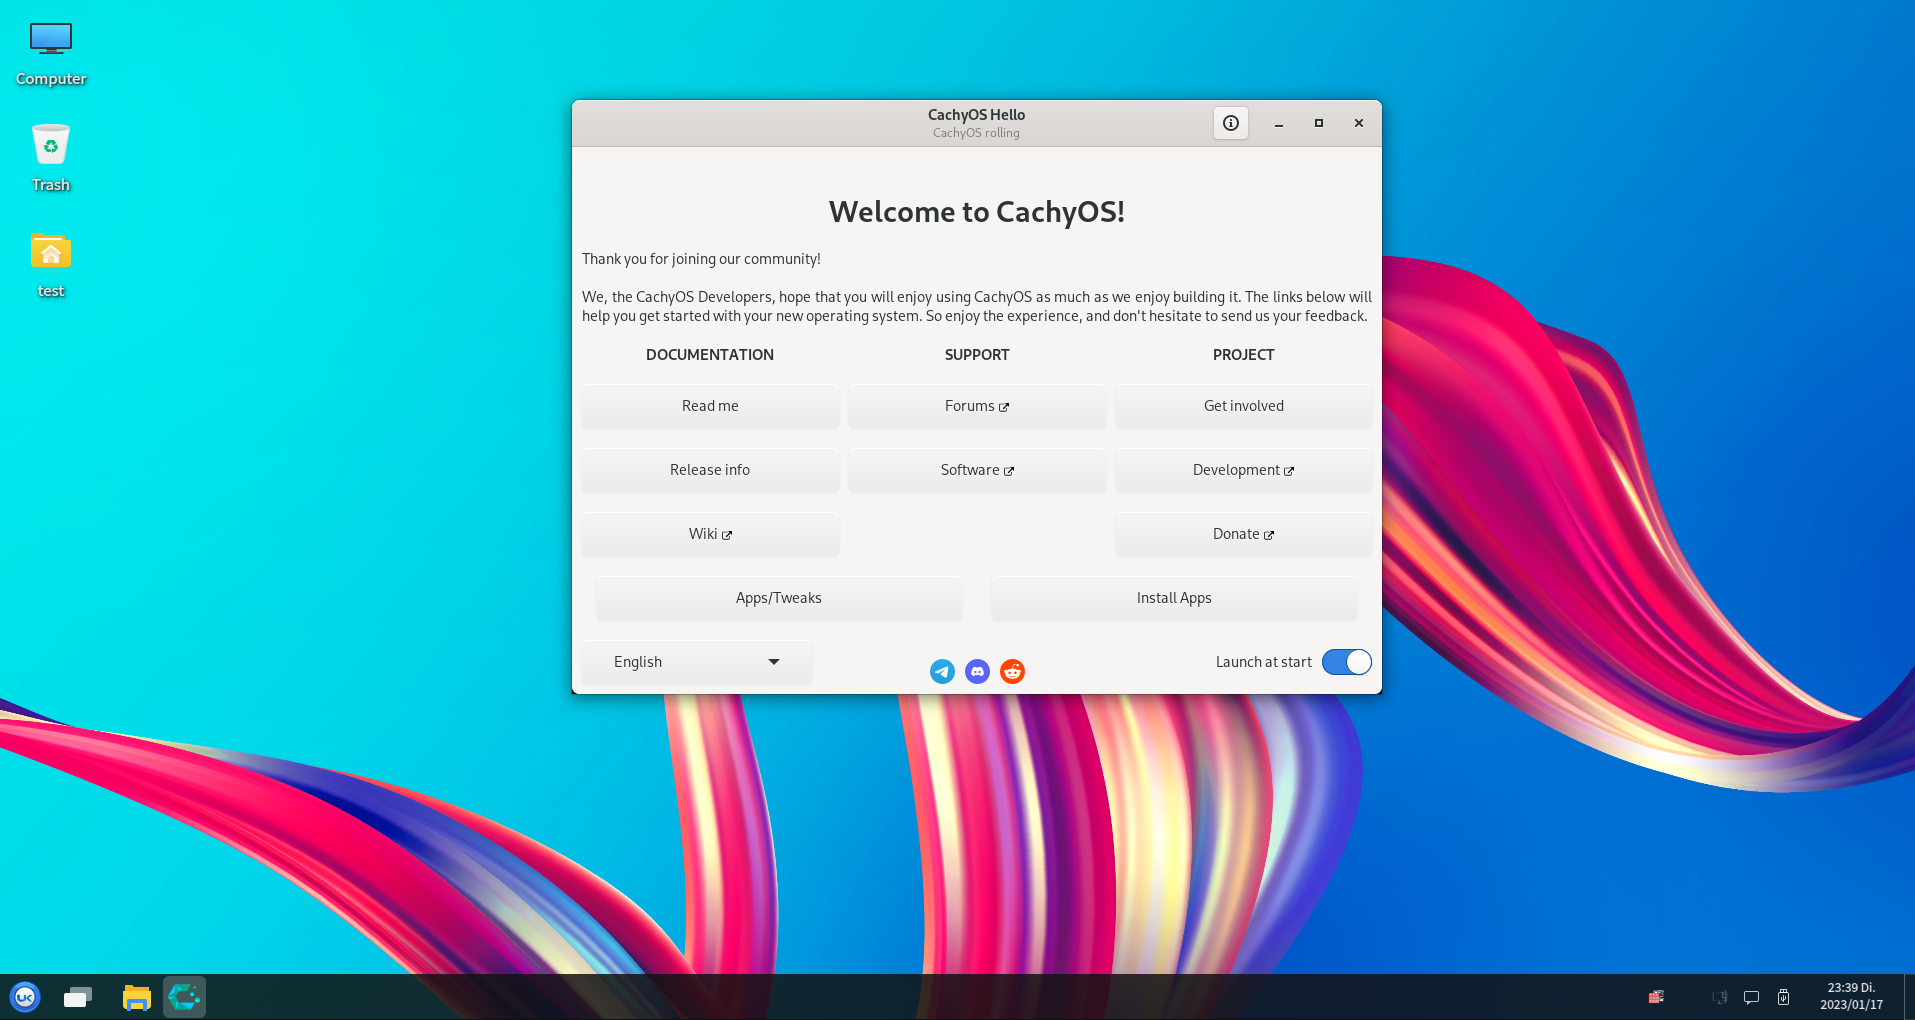 Computer
Trash
test
CachyOS Hello
CachyOS rolling
Welcome to CachyOS!
Thank you for joining our community!
We, the CachyOS Developers, hope that you will enjoy using CachyOS as much as we enjoy building it. The links below will
help you get started with your new operating system. So enjoy the experience, and don't hesitate to send us your feedback.
DOCUMENTATION SUPPORT PROJECT
Read me Forums Get involved
Release info Software Development
Wiki Donate
Apps/Tweaks Install Apps
English Launch at start
UK
23:39 Di.
2023/01/17